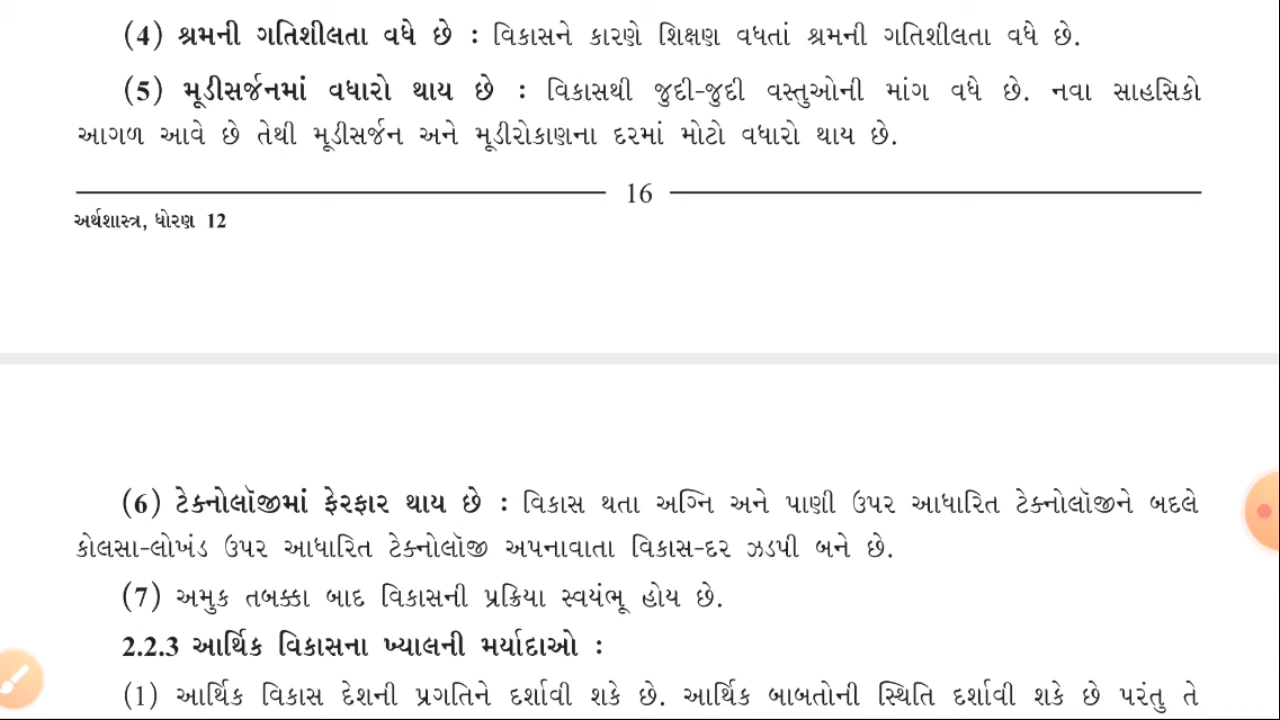 (4) શ્રમની ગતિશીલતા વધે છે : વિકાસને કારણે શિક્ષણ વધતાં શ્રમની ગતિશીલતા વધે છે.
(5) મૂડીસર્જનમાં વધારો થાય છે : વિકાસથી જુદી-જુદી વસ્તુઓની માંગ વધે છે. નવા સાહસિકો
આગળ આવે છે તેથી મૂડીસર્જન અને મૂડીરોકાણના દરમાં મોટો વધારો થાય છે.
16
અર્થશાસ્ત્ર, ધોરણ 12
(6) ટેક્નોલૉજીમાં ફેરફાર થાય છે : વિકાસ થતા અગ્નિ અને પાણી ઉપર આધારિત ટેક્નોલૉજીને બદલે
કોલસા-લોખંડ ઉપર આધારિત ટેક્નોલૉજી અપનાવાતા વિકાસ-દર ઝડપી બને છે.
(7) અમુક તબક્કા બાદ વિકાસની પ્રક્રિયા સ્વયંભૂ હોય છે.
2.2.3 આર્થિક વિકાસના ખ્યાલની મર્યાદાઓ :
(1) આર્થિક વિકાસ દેશની પ્રગતિને દર્શાવી શકે છે. આર્થિક બાબતોની સ્થિતિ દર્શાવી શકે છે પરંતુ તે